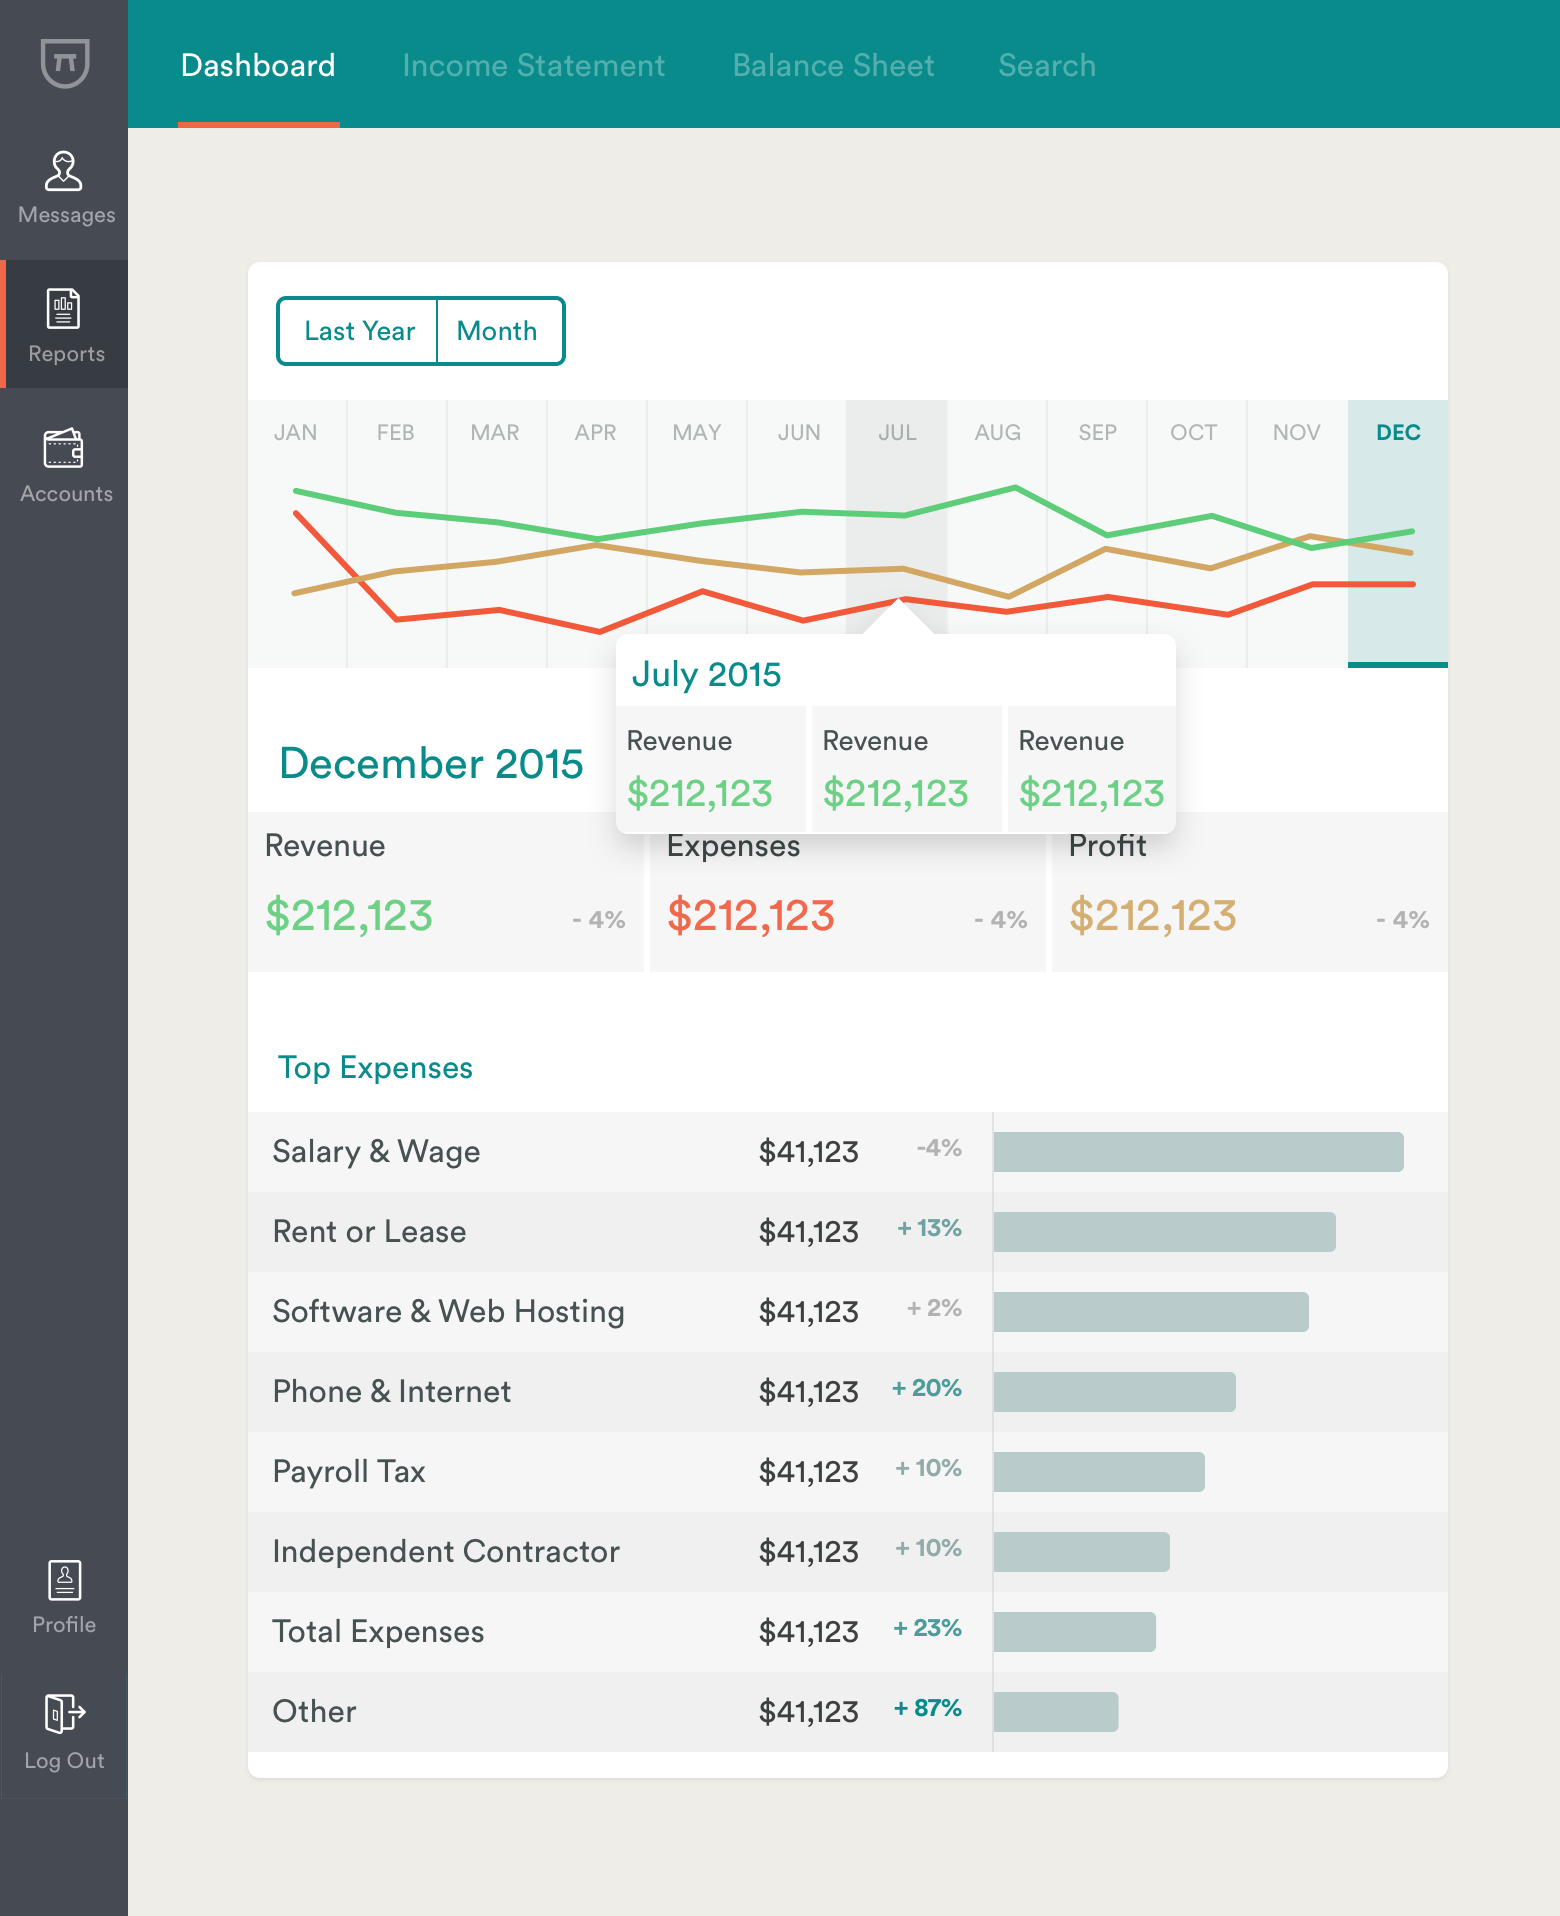 Dashboard Income Statement Balance Sheet Search
Messages
Reports
Accounts
Profile
Log Out
Last Year Month
JAN FEB MAR APR MAY JUN JUL AUG SEP OCT NOV DEC
July 2015
Revenue Revenue Revenue
$212,123 $212,123 $212,123
December 2015
Revenue Expenses Profit
$212,123 - 4% $212,123 - 4% $212,123 - 4%
Top Expenses
Salary & Wage $41,123 -4%
Rent or Lease $41,123 + 13%
Software & Web Hosting $41,123 + 2%
Phone & Internet $41,123 + 20%
Payroll Tax $41,123 + 10%
Independent Contractor $41,123 + 10%
Total Expenses $41,123 + 23%
Other $41,123 + 87%